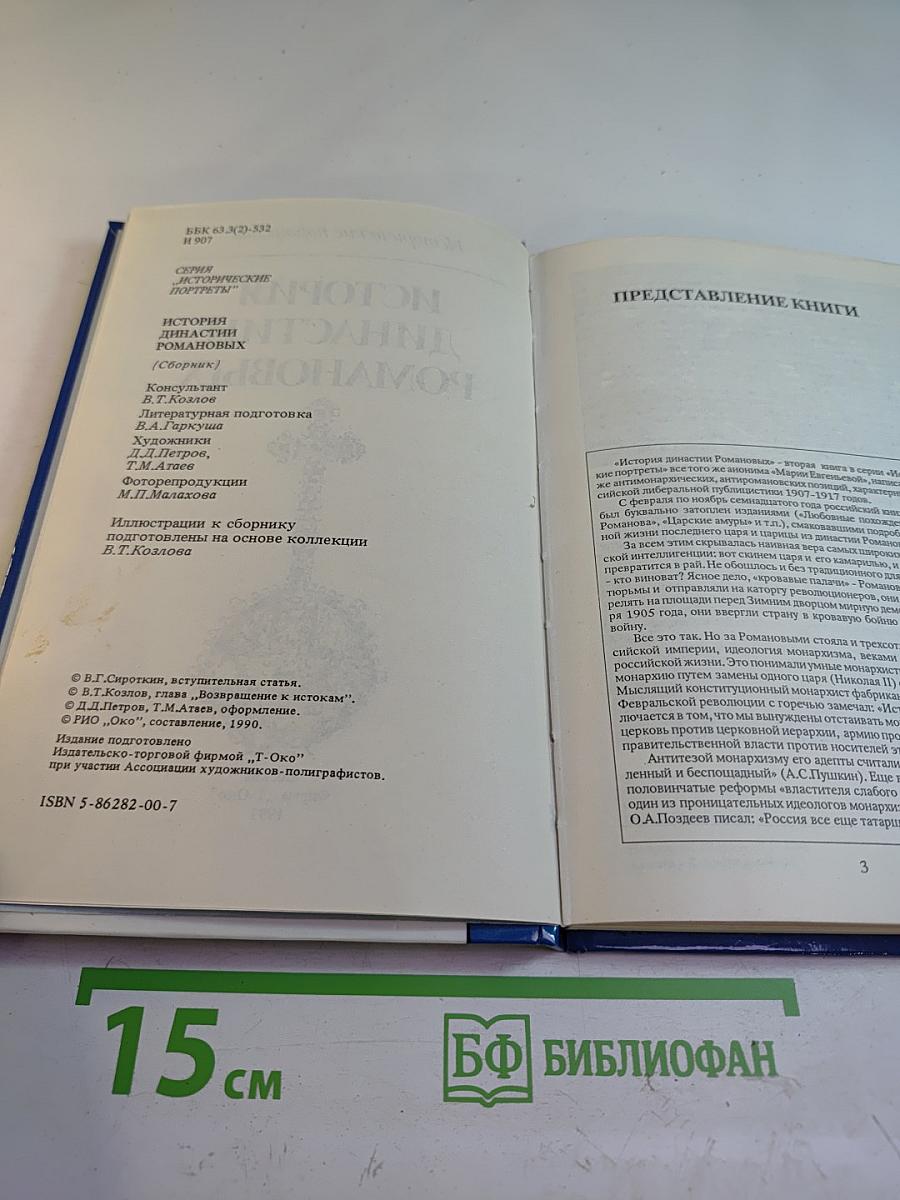 ББК 63.3(2)-532
И 907
СЕРИЯ
„ИСТОРИЧЕСКИЕ
ПОРТРЕТЫ"
ИСТОРИЯ
ДИНАСТИИ
РОМАНОВЫХ
(Сборник)
Консультант
В.Т.Козлов
Литературная подготовка
В.А.Гаркуша
Художники
Д.Д.Петров,
Т.М.Атаев
Фоторепродукции
М.П.Малахова
Иллюстрации к сборнику
подготовлены на основе коллекции
В.Т.Козлова
© В.Г.Сироткин, вступительная статья.
© В.Т.Козлов, глава „Возвращение к истокам".
© Д.Д.Петров, Т.М.Атаев, оформление.
© РИО „Око", составление, 1990.
Издание подготовлено
Издательско-торговой фирмой „Т-Око"
при участии Ассоциации художников-полиграфистов.
ISBN 5-86282-00-7
ПРЕДСТАВЛЕНИЕ КНИГИ
«История династии Романовых» - вторая книга в серии «Ис
кие портреты» все того же анонима «Марии Евгеньевой», напис
же антимонархических, антиромановских позиций, характерн
сийской либеральной публицистики 1907-1917 годов.
С февраля по ноябрь семнадцатого года российский кни
был буквально затоплен изданиями («Любовные похожде
Романова», «Царские амуры» и т.п.), смаковавшими подроб
ной жизни последнего царя и царицы из династии Романо
За всем этим скрывалась наивная вера самых широки
ской интеллигенции: вот скинем царя и его камарилью, и
превратится в рай. Не обошлось и без традиционного для
- кто виноват? Ясное дело, «кровавые палачи» - Романов
тюрьмы и отправляли на каторгу революционеров, они
релять на площади перед Зимним дворцом мирную дем
ря 1905 года, они ввергли страну в кровавую бойню
войну.
Все это так. Но за Романовыми стояла и трехсот
сийской империи, идеология монархизма, веками
российской жизни. Это понимали умные монархист
монархию путем замены одного царя (Николая II)
Мыслящий конституционный монархист фабрикан
Февральской революции с горечью замечал: «Ист
лючается в том, что мы вынуждены отстаивать мо
церковь против церковной иерархии, армию про
правительственной власти против носителей эт
Антитезой монархизму его адепты считали
ленный и беспощадный» (А.С.Пушкин). Еще в
половинчатые реформы «властителя слабого
один из проницательных идеологов монархи
О.А.Поздеев писал: «Россия все еще татарщ
3
15 см
БФ БИБЛИОФАН